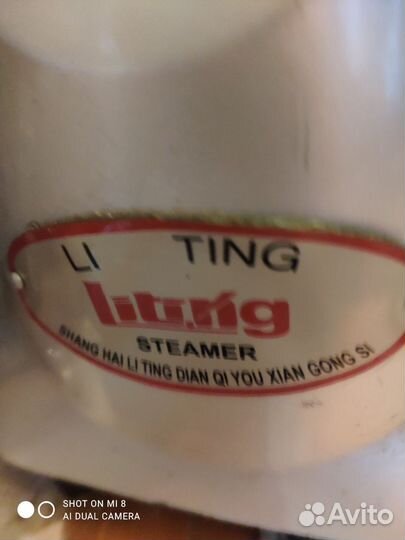 LI TING
liting
STEAMER
SHANG HAI LI TING DIAN QI YOU XIAN GONG SI
SHOT ON MI 8
AI DUAL CAMERA
Avito